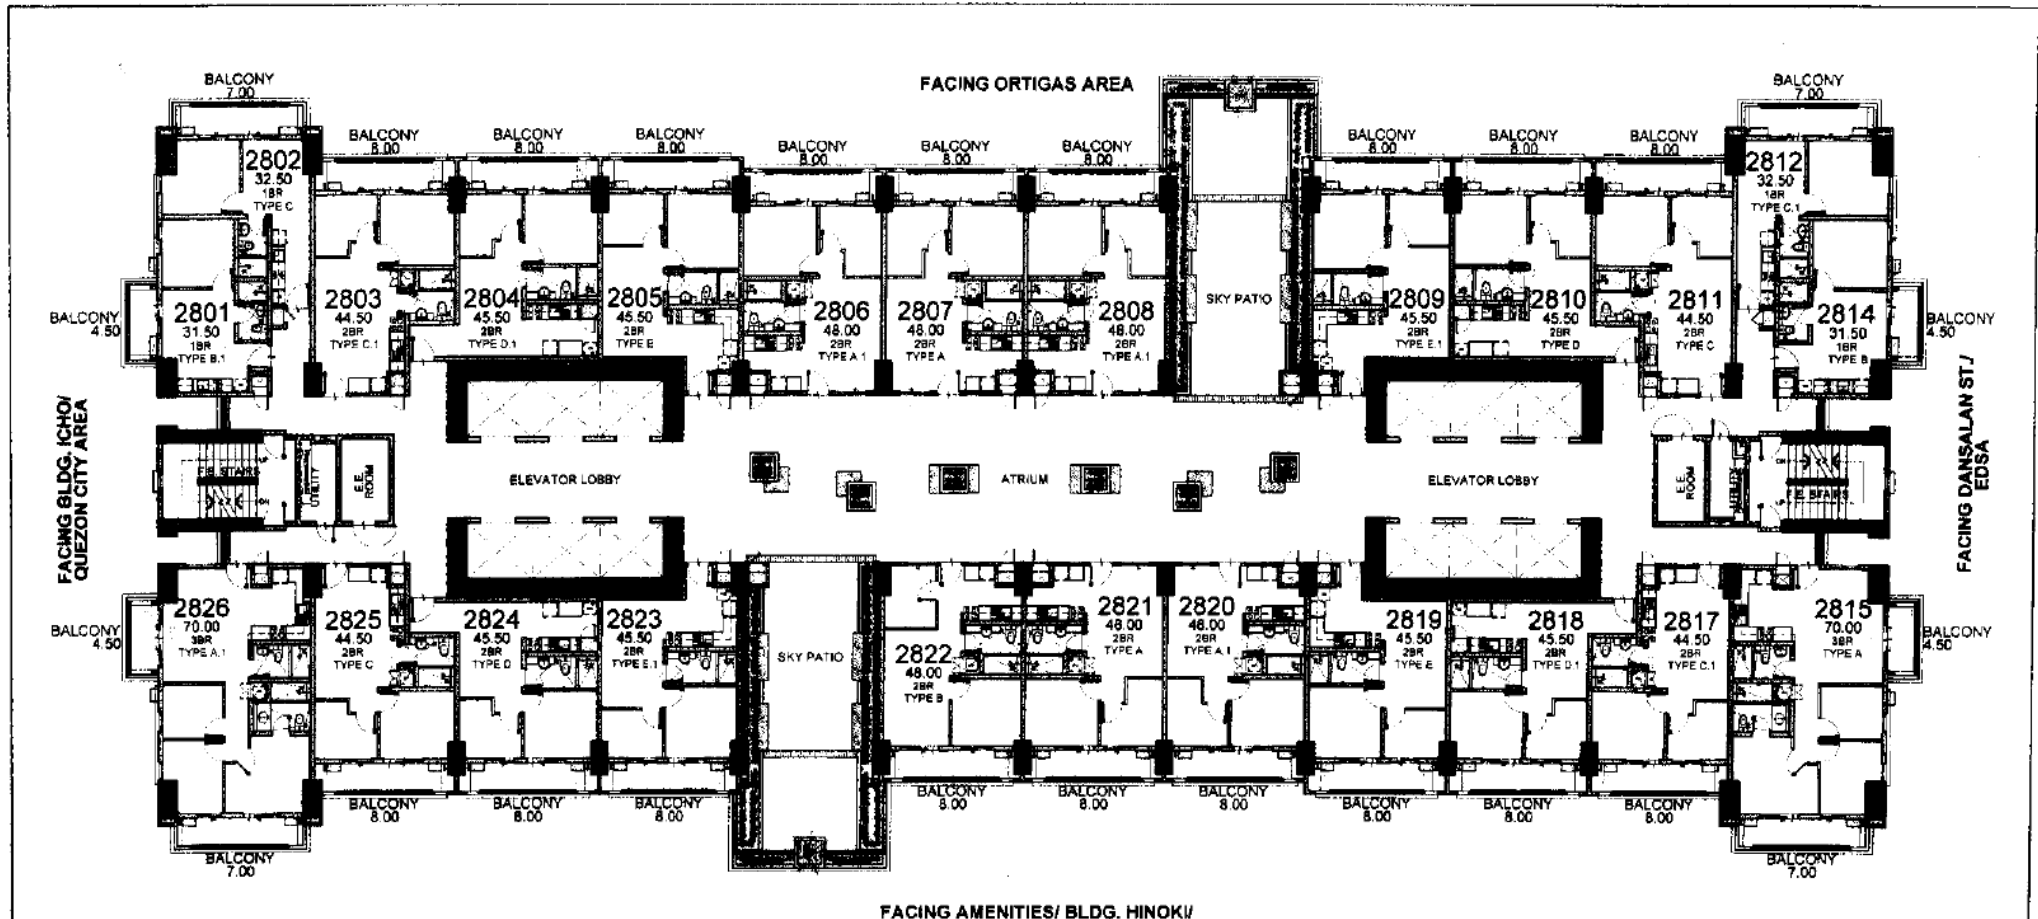 FACING ORTIGAS AREA
BALCONY
7.00
BALCONY
8.00
BALCONY
8.00
BALCONY
8.00
BALCONY
8.00
BALCONY
8.00
BALCONY
8.00
BALCONY
8.00
BALCONY
8.00
BALCONY
8.00
BALCONY
7.00
2802
32.50
1BR
TYPE C
2812
32.50
1BR
TYPE C.1
BALCONY
4.50
2801
31.50
1BR
TYPE B.1
2803
44.50
2BR
TYPE C.1
2804
45.50
2BR
TYPE D.1
2805
45.50
2BR
TYPE E
2806
48.00
2BR
TYPE A.1
2807
48.00
2BR
TYPE A
2808
48.00
2BR
TYPE A.1
SKY PATIO
2809
45.50
2BR
TYPE E.1
2810
45.50
2BR
TYPE D
2811
44.50
2BR
TYPE C
2814
31.50
1BR
TYPE B
BALCONY
4.50
FACING BLDG. ICHO/
QUEZON CITY AREA
F.E. STAIRS
UP
DN
UTILITY
E.E.
ROOM
ELEVATOR LOBBY
ATRIUM
ELEVATOR LOBBY
E.E.
ROOM
UTILITY
F.E. STAIRS
FACING DANSALAN ST./
EDSA
BALCONY
4.50
2826
70.00
3BR
TYPE A.1
2825
44.50
2BR
TYPE C
2824
45.50
2BR
TYPE D
2823
45.50
2BR
TYPE E.1
SKY PATIO
2822
48.00
2BR
TYPE B
2821
48.00
2BR
TYPE A
2820
48.00
2BR
TYPE A.1
2819
45.50
2BR
TYPE E
2818
45.50
2BR
TYPE D.1
2817
44.50
2BR
TYPE C.1
2815
70.00
3BR
TYPE A
BALCONY
4.50
BALCONY
7.00
BALCONY
8.00
BALCONY
8.00
BALCONY
8.00
BALCONY
8.00
BALCONY
8.00
BALCONY
8.00
BALCONY
8.00
BALCONY
8.00
BALCONY
8.00
BALCONY
7.00
FACING AMENITIES/ BLDG. HINOKI/